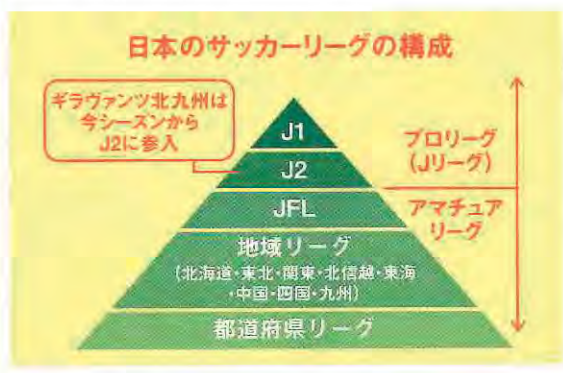 日本のサッカーリーグの構成
ギラヴァンツ北九州は
今シーズンから
J2に参入
J1
J2
JFL
地域リーグ
(北海道・東北・関東・北信越・東海
・中国・四国・九州)
都道府県リーグ
プロリーグ
(Jリーグ)
アマチュア
リーグ